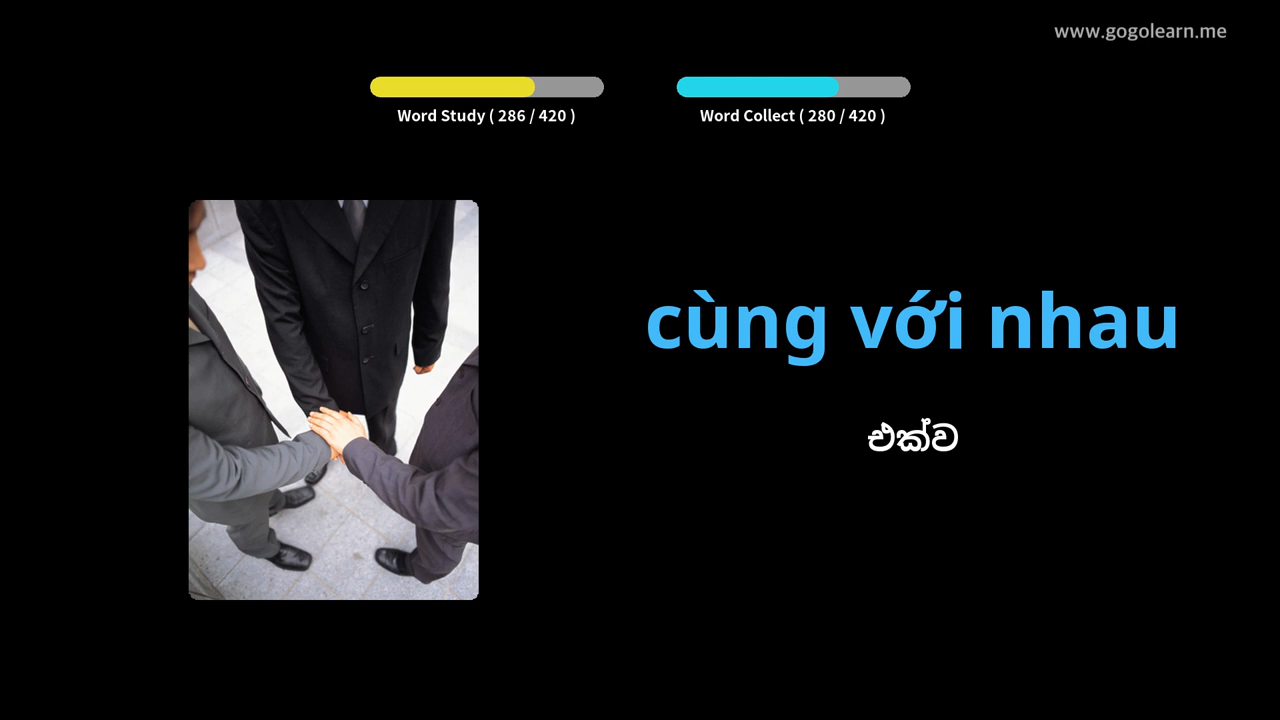 www.gogolearn.me
Word Study ( 286 / 420 )
Word Collect ( 280 / 420 )
cùng với nhau
එක්ව